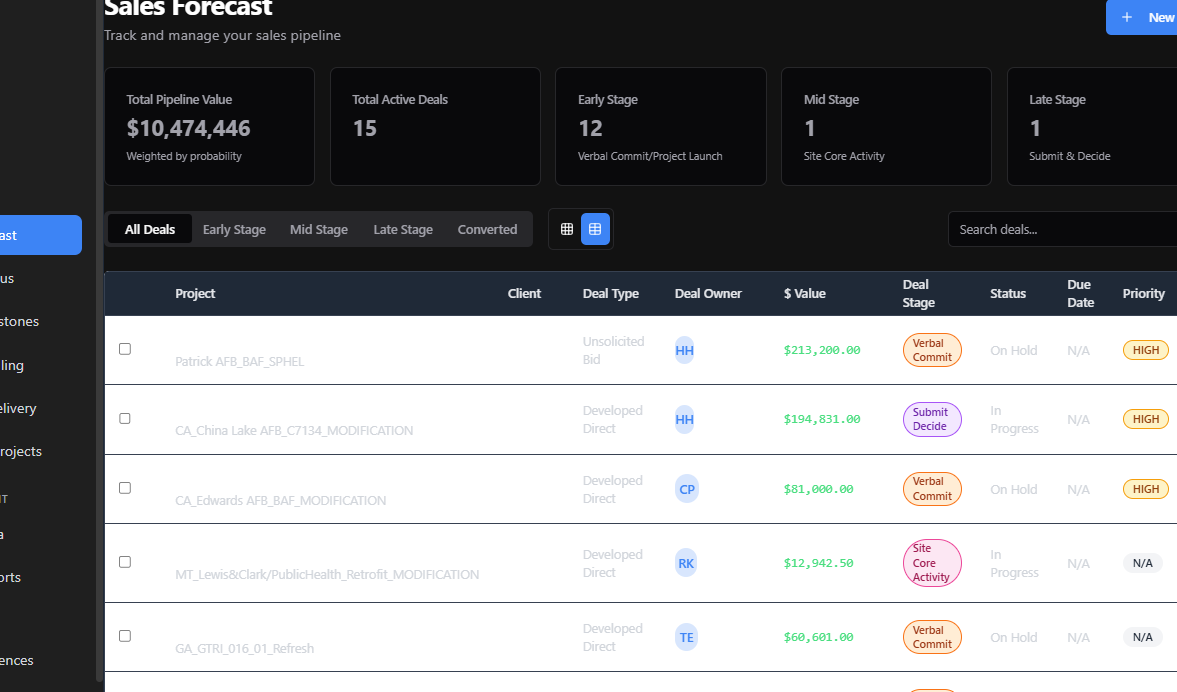 Sales Forecast
Track and manage your sales pipeline
+ New
Total Pipeline Value
$10,474,446
Weighted by probability
Total Active Deals
15
Early Stage
12
Verbal Commit/Project Launch
Mid Stage
1
Site Core Activity
Late Stage
1
Submit & Decide
All Deals Early Stage Mid Stage Late Stage Converted
Search deals...
ast
us
stones
ling
elivery
rojects
IT
a
orts
ences
Project Client Deal Type Deal Owner $ Value Deal Stage Status Due Date Priority
Patrick AFB_BAF_SPHEL Unsolicited Bid HH $213,200.00 Verbal Commit On Hold N/A HIGH
CA_China Lake AFB_C7134_MODIFICATION Developed Direct HH $194,831.00 Submit Decide In Progress N/A HIGH
CA_Edwards AFB_BAF_MODIFICATION Developed Direct CP $81,000.00 Verbal Commit On Hold N/A HIGH
MT_Lewis&Clark/PublicHealth_Retrofit_MODIFICATION Developed Direct RK $12,942.50 Site Core Activity In Progress N/A N/A
GA_GTRI_016_01_Refresh Developed Direct TE $60,601.00 Verbal Commit On Hold N/A N/A